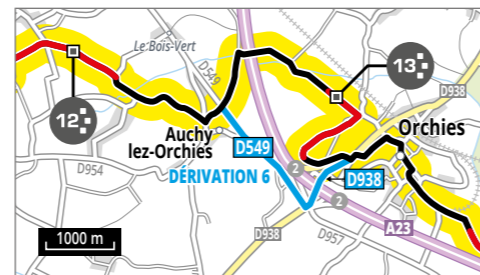 Le Bois-Vert
D549
13
12
D938
Auchy
lez-Orchies
Orchies
D549
D954
DÉRIVATION 6
2
D938
2
1000 m
D938
D957
A23